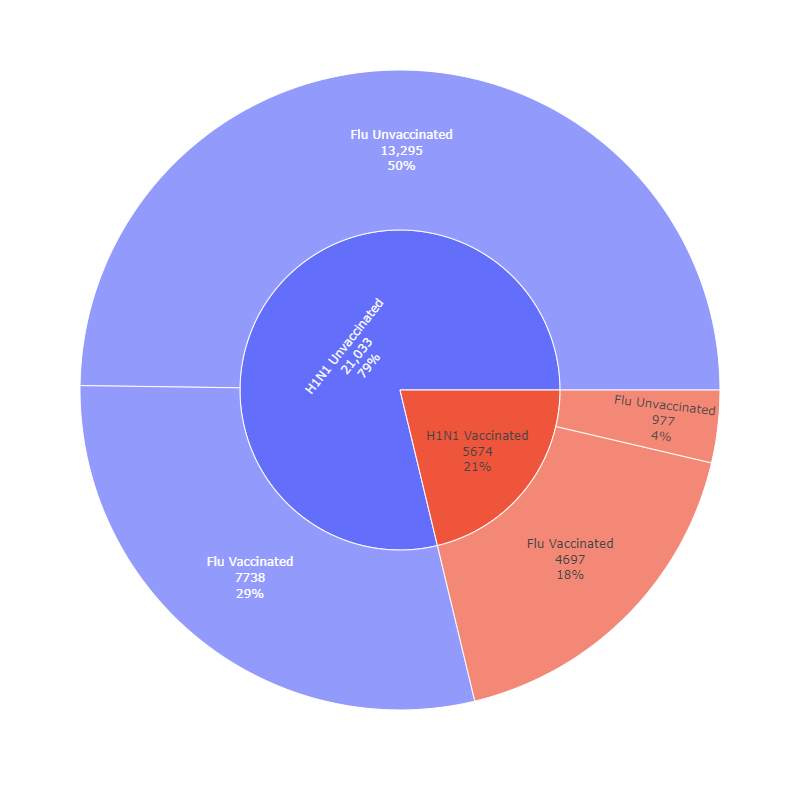 Flu Unvaccinated
13,295
50%
H1N1 Unvaccinated
21,033
79%
Flu Unvaccinated
977
4%
H1N1 Vaccinated
5674
21%
Flu Vaccinated
4697
18%
Flu Vaccinated
7738
29%